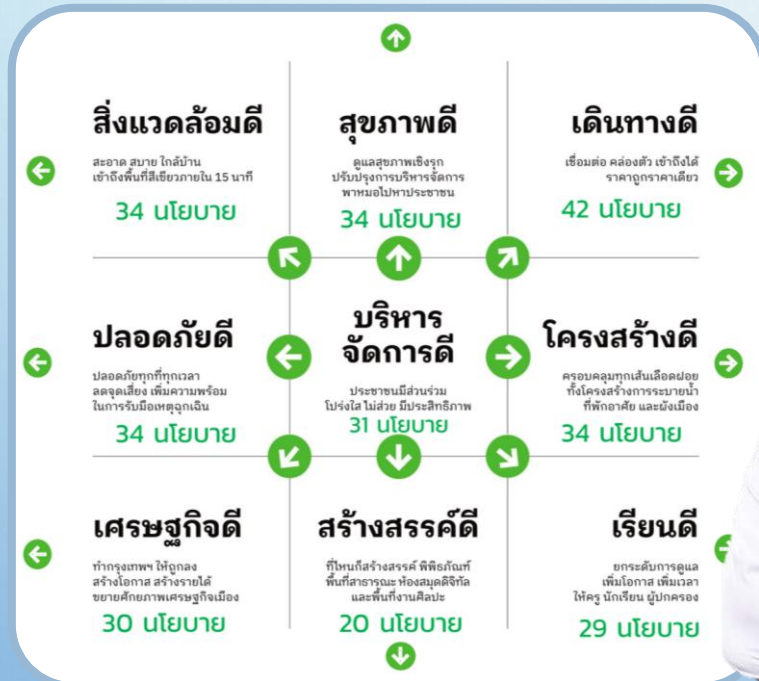 สิ่งแวดล้อมดี
สะอาด สบาย ใกล้บ้าน
เข้าถึงพื้นที่สีเขียวภายใน 15 นาที
34 นโยบาย
สุขภาพดี
ดูแลสุขภาพเชิงรุก
ปรับปรุงการบริหารจัดการ
พาหมอไปหาประชาชน
34 นโยบาย
เดินทางดี
เชื่อมต่อ คล่องตัว เข้าถึงได้
ราคาถูกราคาเดียว
42 นโยบาย
ปลอดภัยดี
ปลอดภัยทุกที่ทุกเวลา
ลดจุดเสี่ยง เพิ่มความพร้อม
ในการรับมือเหตุฉุกเฉิน
34 นโยบาย
บริหาร
จัดการดี
ประชาชนมีส่วนร่วม
โปร่งใส ไม่ส่วย มีประสิทธิภาพ
31 นโยบาย
โครงสร้างดี
ครอบคลุมทุกเส้นเลือดฝอย
ทั้งโครงสร้างการระบายน้ำ
ที่พักอาศัย และผังเมือง
34 นโยบาย
เศรษฐกิจดี
ทำกรุงเทพฯ ให้ถูกลง
สร้างโอกาส สร้างรายได้
ขยายศักยภาพเศรษฐกิจเมือง
30 นโยบาย
สร้างสรรค์ดี
ที่ไหนก็สร้างสรรค์ พิพิธภัณฑ์
พื้นที่สาธารณะ ห้องสมุดดิจิทัล
และพื้นที่งานศิลปะ
20 นโยบาย
เรียนดี
ยกระดับการดูแล
เพิ่มโอกาส เพิ่มเวลา
ให้ครู นักเรียน ผู้ปกครอง
29 นโยบาย